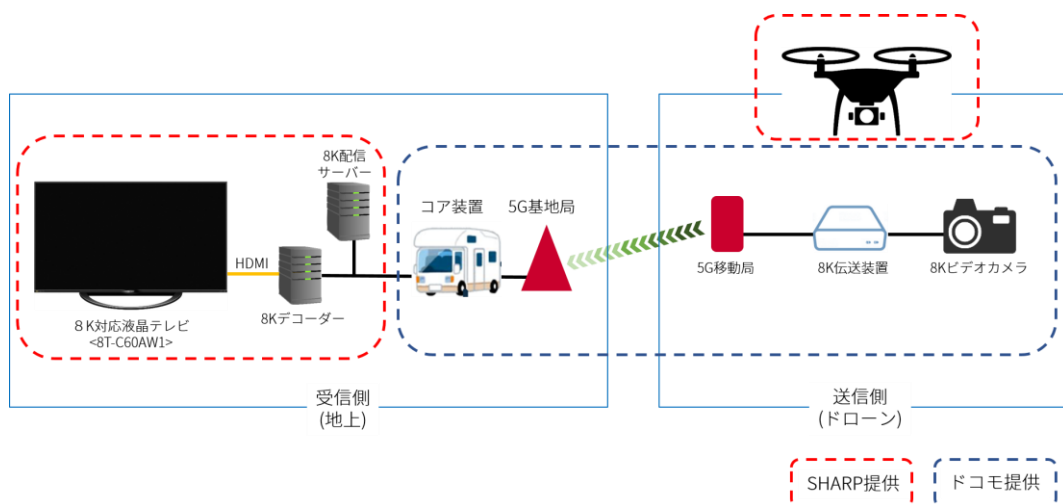 8K配信
サーバー
コア装置
5G基地局
HDMI
5G移動局
8K伝送装置
8Kビデオカメラ
8Kデコーダー
８K対応液晶テレビ
<8T-C60AW1>
受信側
(地上)
送信側
(ドローン)
SHARP提供
ドコモ提供